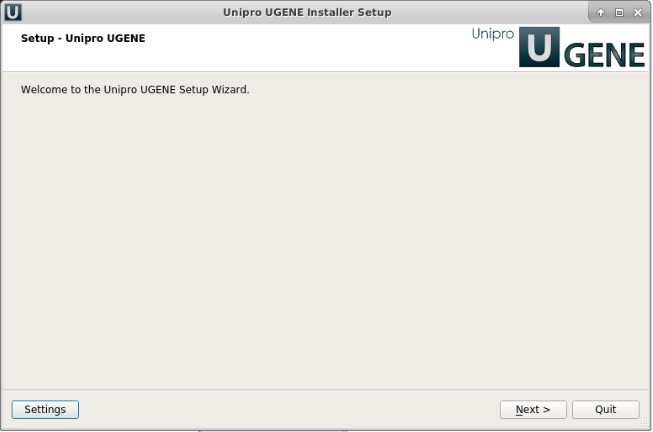 Unipro UGENE Installer Setup
Setup - Unipro UGENE
Unipro U GENE
Welcome to the Unipro UGENE Setup Wizard.
Settings
Next >
Quit